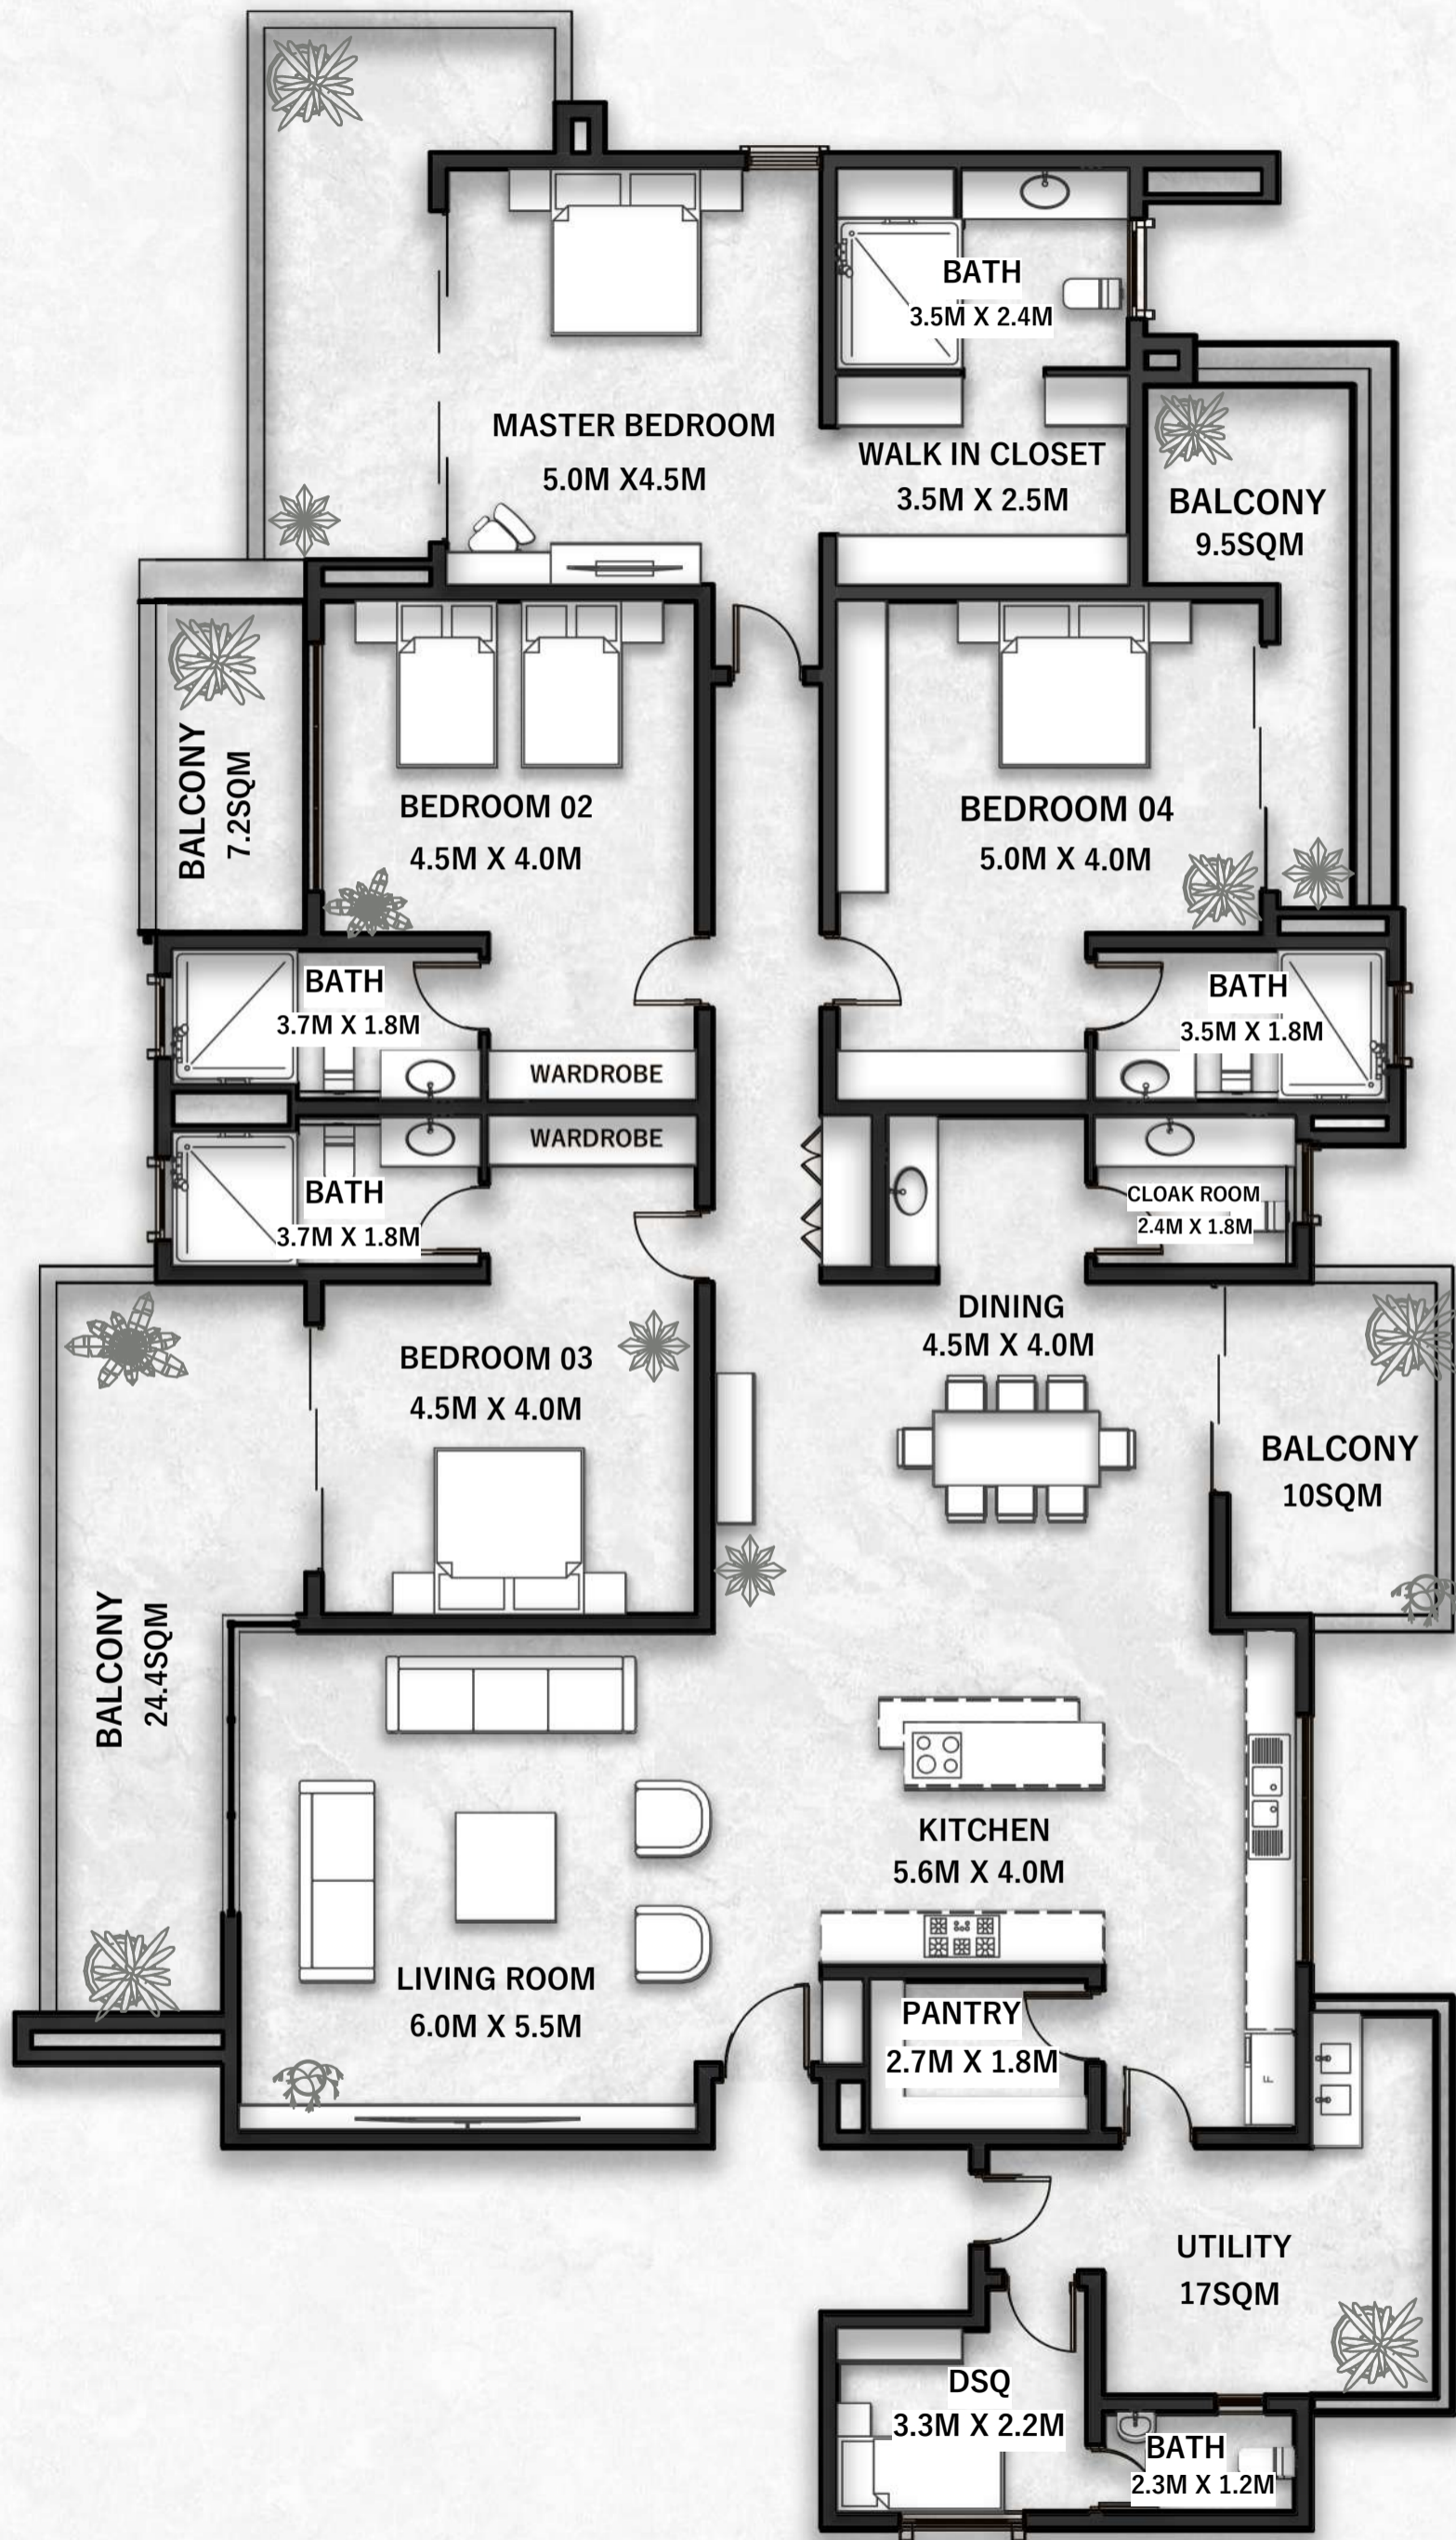 BATH
3.5M X 2.4M
MASTER BEDROOM
5.0M X4.5M
WALK IN CLOSET
3.5M X 2.5M
BALCONY
9.5SQM
BALCONY
7.2SQM
BEDROOM 02
4.5M X 4.0M
BEDROOM 04
5.0M X 4.0M
BATH
3.7M X 1.8M
WARDROBE
BATH
3.5M X 1.8M
WARDROBE
BATH
3.7M X 1.8M
CLOAK ROOM
2.4M X 1.8M
DINING
4.5M X 4.0M
BEDROOM 03
4.5M X 4.0M
BALCONY
10SQM
BALCONY
24.4SQM
KITCHEN
5.6M X 4.0M
LIVING ROOM
6.0M X 5.5M
PANTRY
2.7M X 1.8M
F
UTILITY
17SQM
DSQ
3.3M X 2.2M
BATH
2.3M X 1.2M